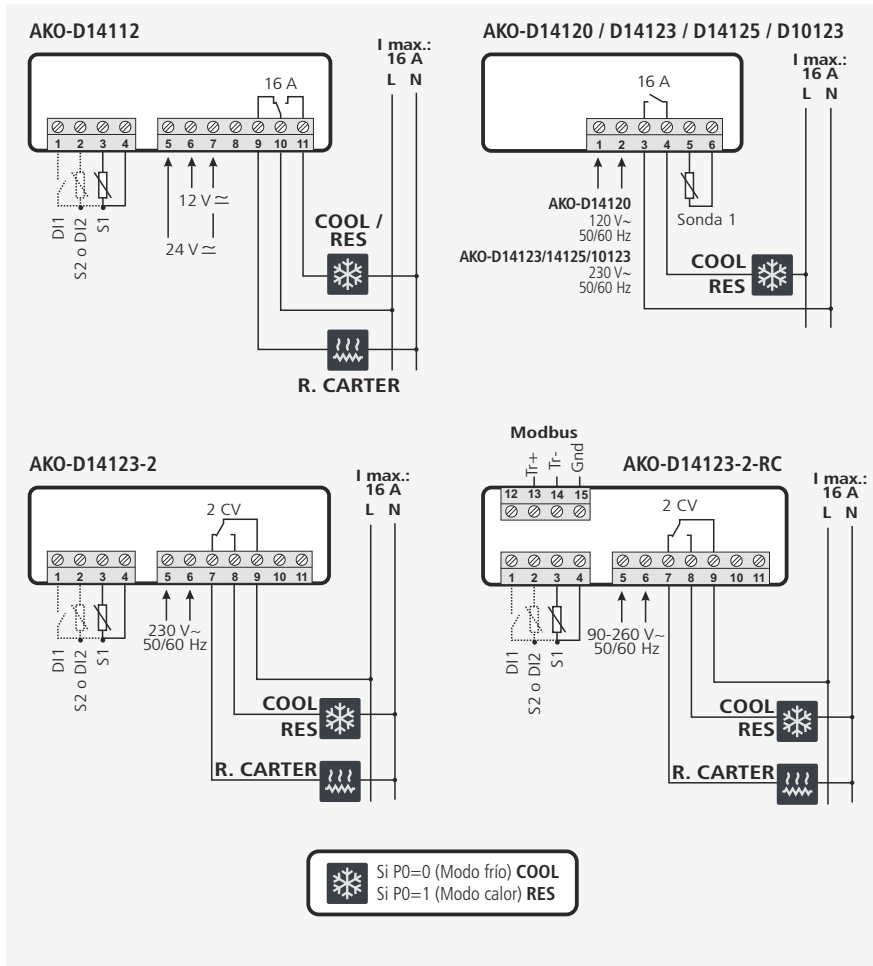 AKO-D14112
I max.:
16 A
L N
16 A
1 2 3 4 5 6 7 8 9 10 11
DI1
S2 o DI2
S1
12 V ≂
24 V ≂
COOL /
RES
R. CARTER
AKO-D14120 / D14123 / D14125 / D10123
I max.:
16 A
L N
16 A
1 2 3 4 5 6
AKO-D14120
120 V~
50/60 Hz
Sonda 1
AKO-D14123/14125/10123
230 V~
50/60 Hz
COOL
RES
AKO-D14123-2
I max.:
16 A
L N
2 CV
1 2 3 4 5 6 7 8 9 10 11
DI1
S2 o DI2
S1
230 V~
50/60 Hz
COOL
RES
R. CARTER
Modbus
Tr+
Tr-
Gnd
AKO-D14123-2-RC
I max.:
16 A
L N
12 13 14 15
2 CV
1 2 3 4 5 6 7 8 9 10 11
DI1
S2 o DI2
S1
90-260 V~
50/60 Hz
COOL
RES
R. CARTER
Si P0=0 (Modo frío) COOL
Si P0=1 (Modo calor) RES